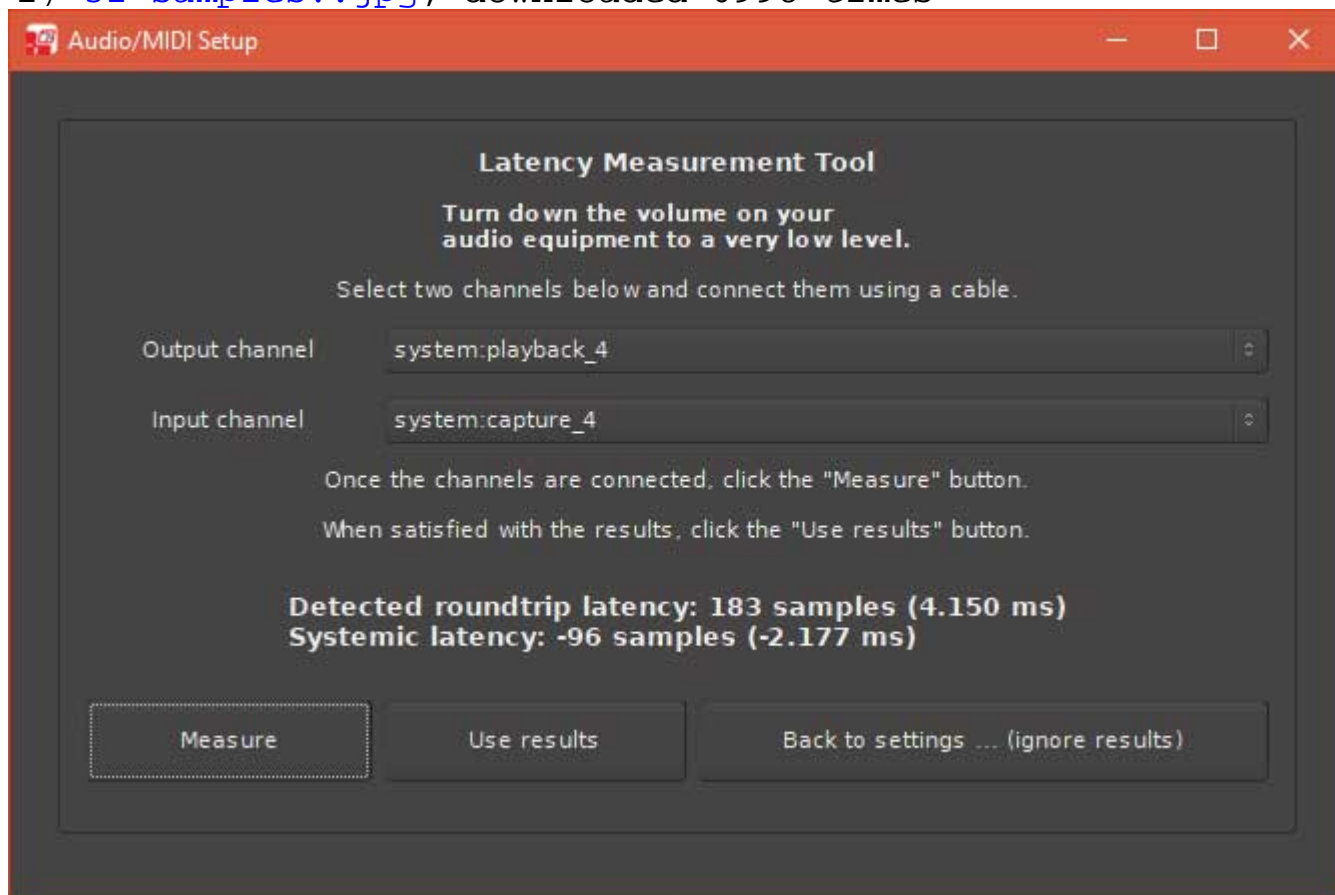 Audio/MIDI Setup
Latency Measurement Tool
Turn down the volume on your
audio equipment to a very low level.
Select two channels below and connect them using a cable.
Output channel system:playback_4
Input channel system:capture_4
Once the channels are connected, click the "Measure" button.
When satisfied with the results, click the "Use results" button.
Detected roundtrip latency: 183 samples (4.150 ms)
Systemic latency: -96 samples (-2.177 ms)
Measure Use results Back to settings ... (ignore results)